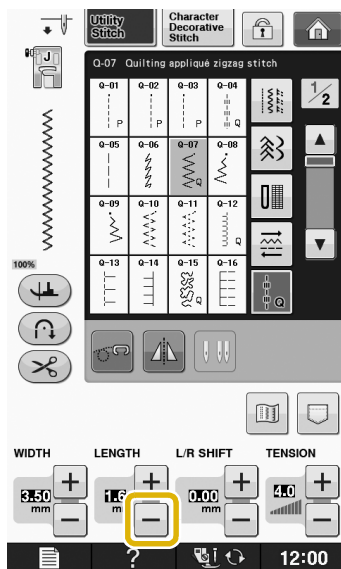 Utility Stitch
Character Decorative Stitch
J
Q-07 Quilting appliqué zigzag stitch
1/2
Q-01 Q-02 Q-03 Q-04
P P P Q
Q-05 Q-06 Q-07 Q-08
Q
Q-09 Q-10 Q-11 Q-12
Q
Q-13 Q-14 Q-15 Q-16
Q
Q
100%
WIDTH LENGTH L/R SHIFT TENSION
+ + + +
3.50 mm 1.6 m 0.00 mm 4.0
− − − −
? 12:00